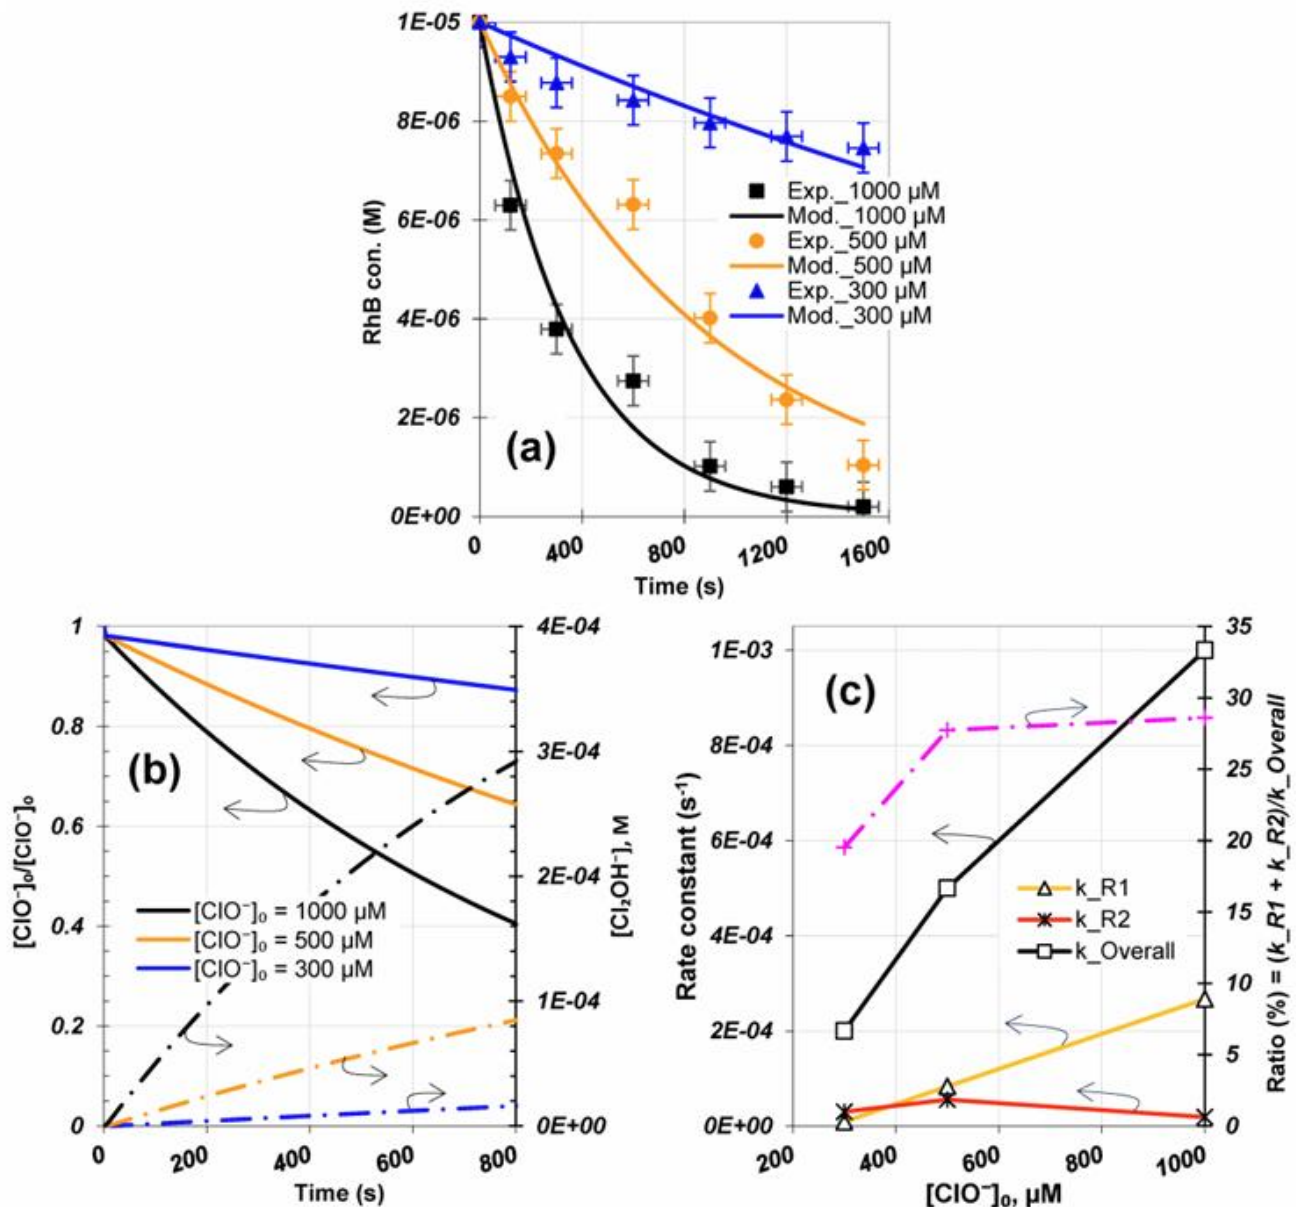 1E-05
8E-06
6E-06
4E-06
2E-06
0E+00
RhB con. (M)
Exp._1000 µM
Mod._1000 µM
Exp._500 µM
Mod._500 µM
Exp._300 µM
Mod._300 µM
(a)
0 400 800 1200 1600
Time (s)
1
0.8
0.6
0.4
0.2
0
[ClO⁻]₀/[ClO⁻]₀
(b)
[ClO⁻]₀ = 1000 µM
[ClO⁻]₀ = 500 µM
[ClO⁻]₀ = 300 µM
4E-04
3E-04
2E-04
1E-04
0E+00
[Cl₂OH⁻], M
0 200 400 600 800
Time (s)
1E-03
8E-04
6E-04
4E-04
2E-04
0E+00
Rate constant (s⁻¹)
(c)
k_R1
k_R2
k_Overall
35
30
25
20
15
10
5
0
Ratio (%) = (k_R1 + k_R2)/k_Overall
200 400 600 800 1000
[ClO⁻]₀, µM